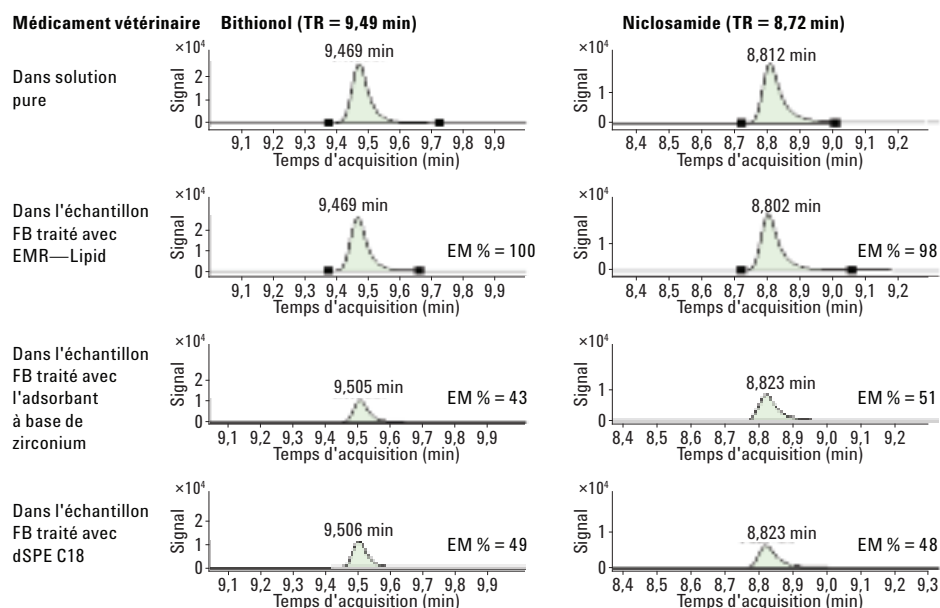 Médicament vétérinaire Bithionol (TR = 9,49 min) Niclosamide (TR = 8,72 min)
Dans solution
pure
×10⁴
9,469 min
Signal
2
1
0
9,1 9,2 9,3 9,4 9,5 9,6 9,7 9,8 9,9
Temps d'acquisition (min)
×10⁴
8,812 min
Signal
1
0
8,4 8,5 8,6 8,7 8,8 8,9 9,0 9,1 9,2
Temps d'acquisition (min)
Dans l'échantillon
FB traité avec
EMR—Lipid
×10⁴
9,469 min
Signal
2
1
0
EM % = 100
9,1 9,2 9,3 9,4 9,5 9,6 9,7 9,8 9,9
Temps d'acquisition (min)
×10⁴
8,802 min
Signal
1
0
EM % = 98
8,4 8,5 8,6 8,7 8,8 8,9 9,0 9,1 9,2
Temps d'acquisition (min)
Dans l'échantillon
FB traité avec
l'adsorbant
à base de
zirconium
×10⁴
9,505 min
Signal
2
1
0
EM % = 43
9,1 9,2 9,3 9,4 9,5 9,6 9,7 9,8 9,9
Temps d'acquisition (min)
×10⁴
8,823 min
Signal
1
0
EM % = 51
8,4 8,5 8,6 8,7 8,8 8,9 9,0 9,1 9,2
Temps d'acquisition (min)
Dans l'échantillon
FB traité avec
dSPE C18
×10⁴
9,506 min
Signal
2
1
0
EM % = 49
9,1 9,2 9,3 9,4 9,5 9,6 9,7 9,8 9,9
Temps d'acquisition (min)
×10⁴
8,823 min
Signal
1
0
EM % = 48
8,4 8,5 8,6 8,7 8,8 8,9 9,0 9,1 9,2 9,3
Temps d'acquisition (min)